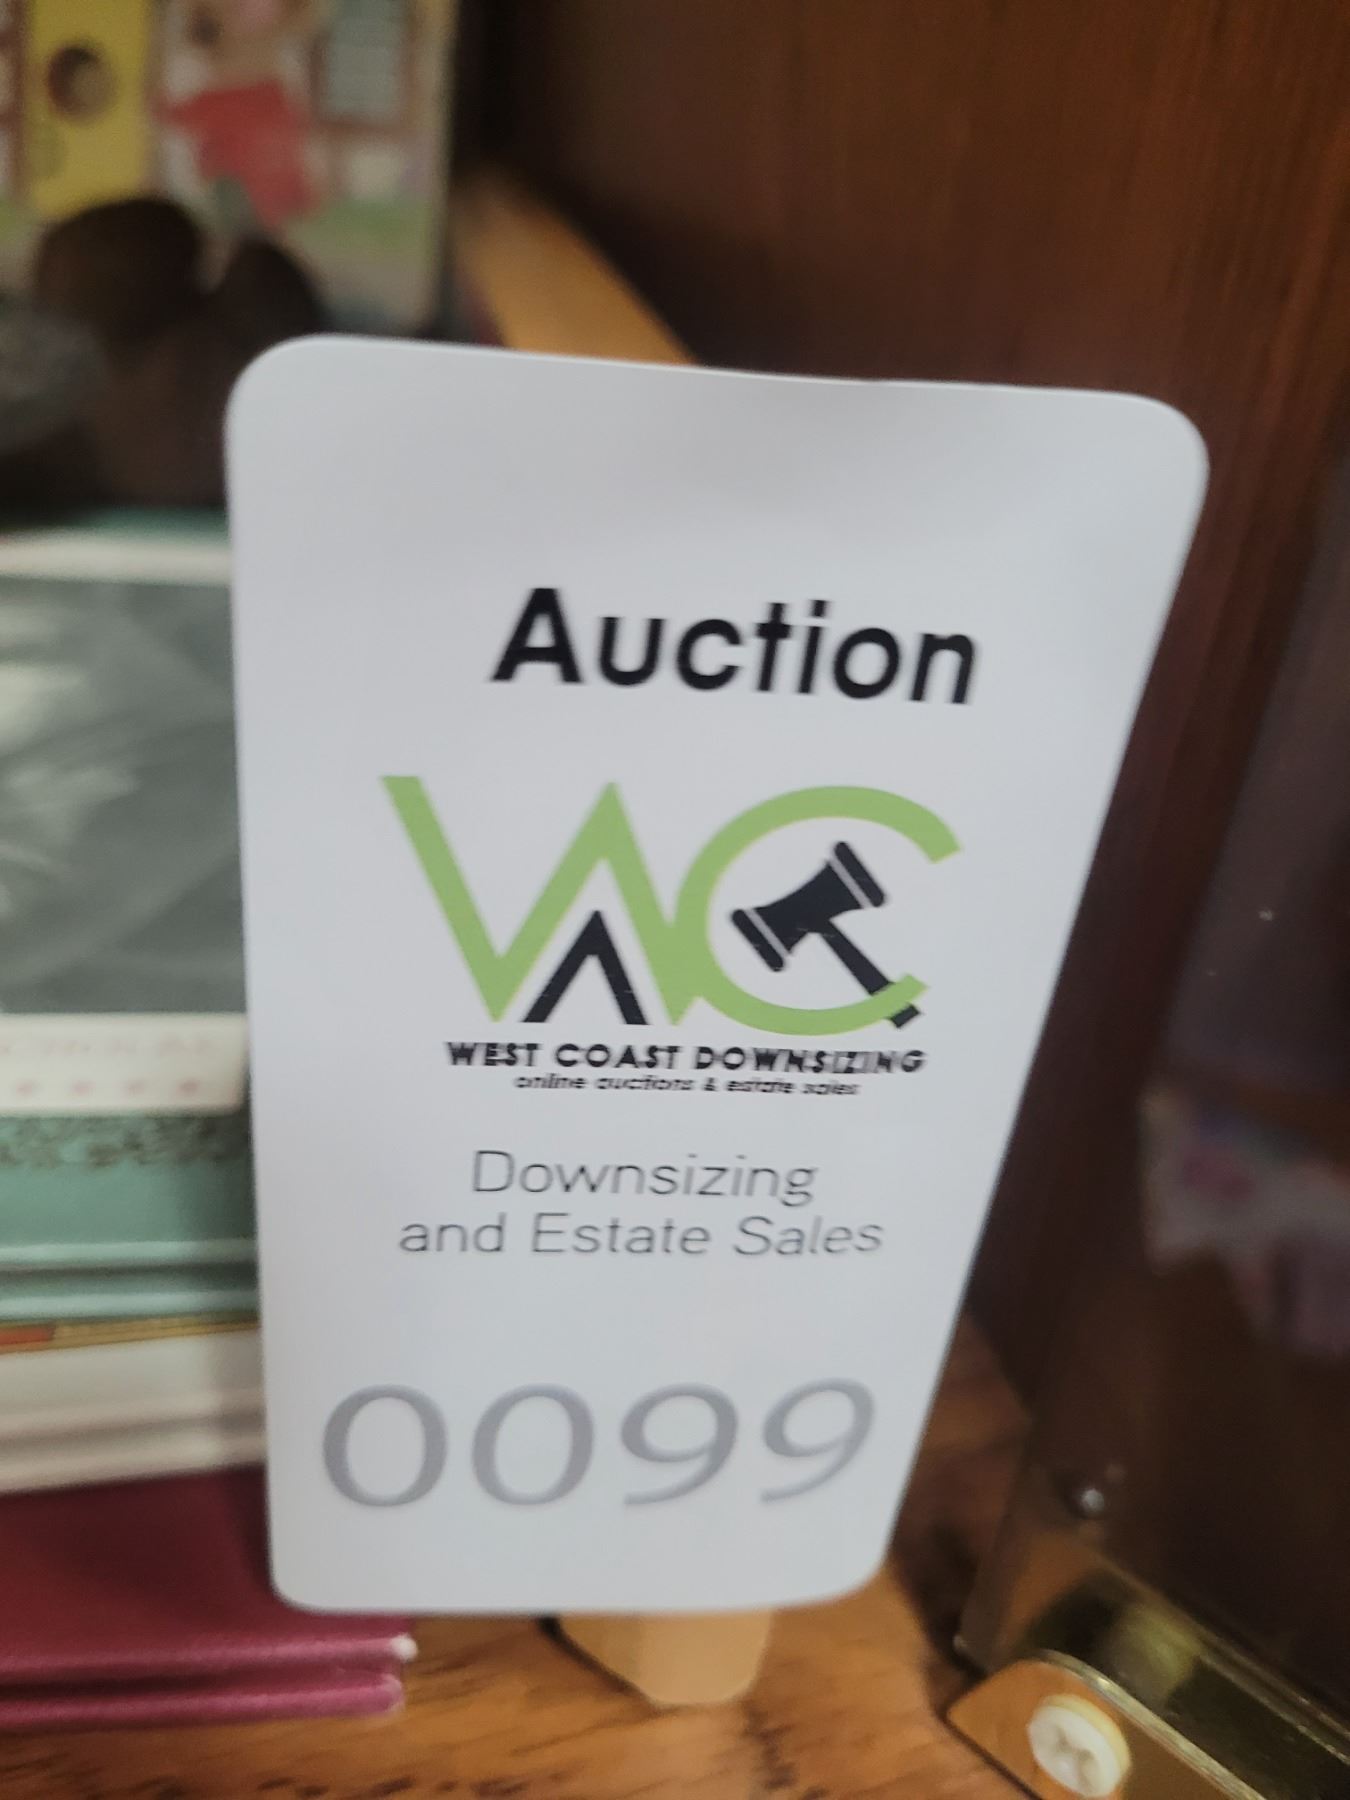 Auction
WC
WEST COAST DOWNSIZING
online auctions & estate sales
Downsizing
and Estate Sales
0099